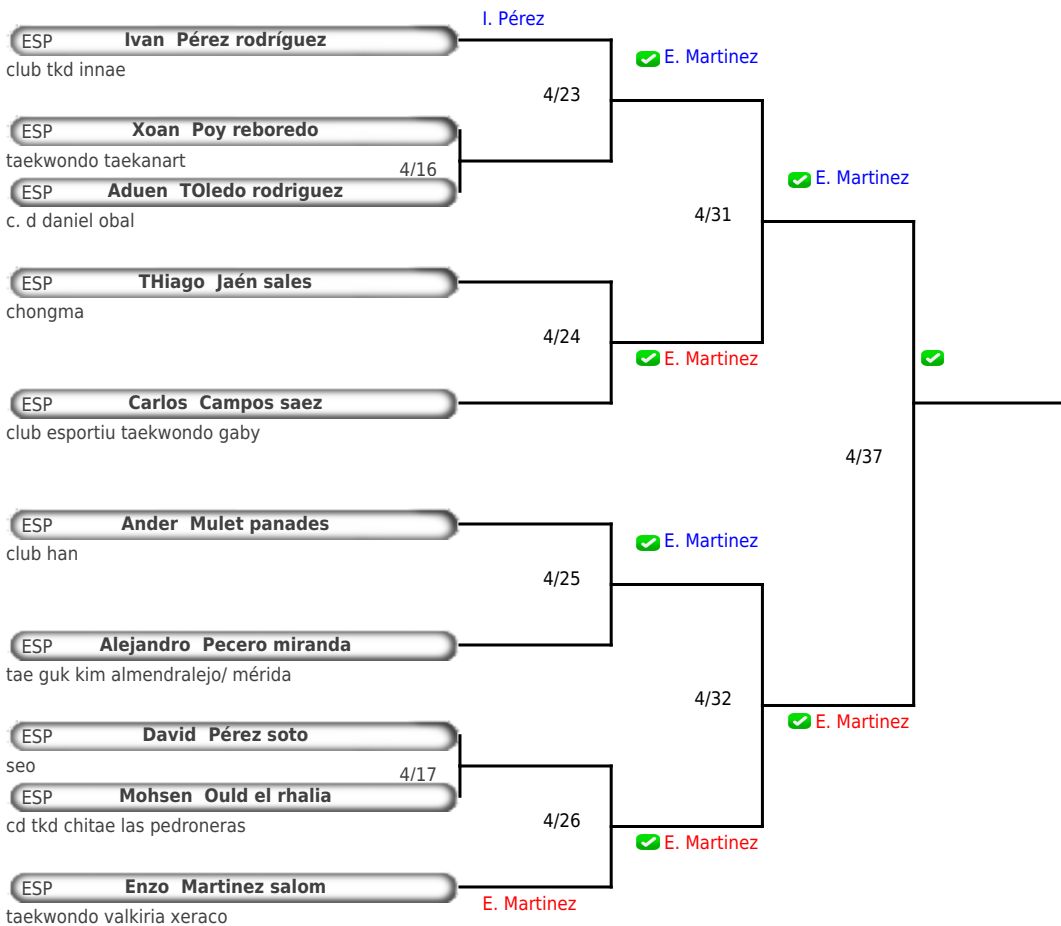 I. Pérez
ESP Ivan Pérez rodríguez
club tkd innae
E. Martinez
4/23
ESP Xoan Poy reboredo
taekwondo taekanart
4/16
ESP Aduen TOledo rodriguez
c. d daniel obal
E. Martinez
4/31
ESP THiago Jaén sales
chongma
4/24
E. Martinez
ESP Carlos Campos saez
club esportiu taekwondo gaby
4/37
ESP Ander Mulet panades
club han
E. Martinez
4/25
ESP Alejandro Pecero miranda
tae guk kim almendralejo/ mérida
4/32
E. Martinez
ESP David Pérez soto
seo
4/17
ESP Mohsen Ould el rhalia
cd tkd chitae las pedroneras
4/26
E. Martinez
ESP Enzo Martinez salom
E. Martinez
taekwondo valkiria xeraco